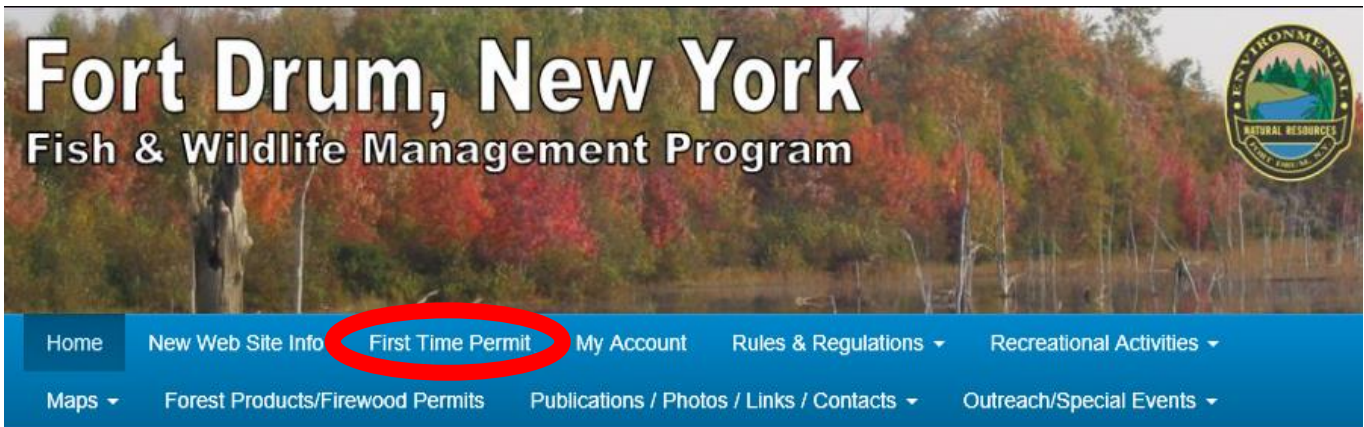 Fort Drum, New York
Fish & Wildlife Management Program
ENVIRONMENTAL
NATURAL RESOURCES
FORT DRUM, N.Y.
Home New Web Site Info First Time Permit My Account Rules & Regulations Recreational Activities
Maps Forest Products/Firewood Permits Publications / Photos / Links / Contacts Outreach/Special Events